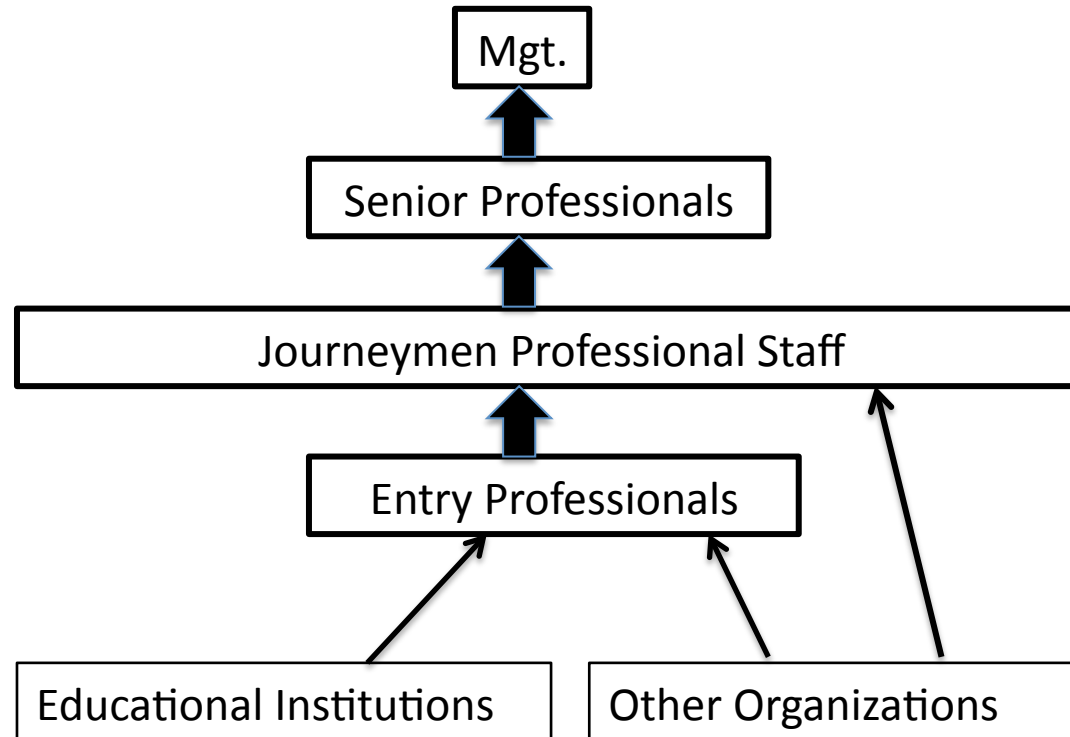 Mgt.
Senior Professionals
Journeymen Professional Staff
Entry Professionals
Educational Institutions
Other Organizations